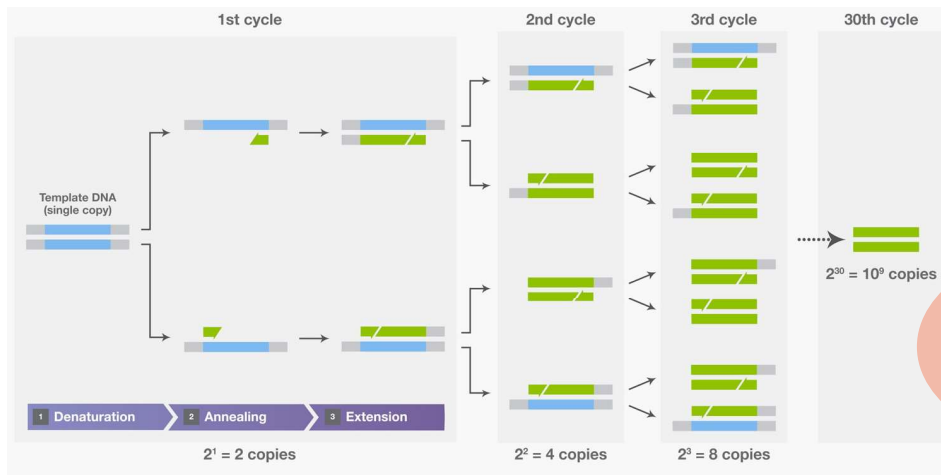 1st cycle
2nd cycle
3rd cycle
30th cycle
Template DNA
(single copy)
1 Denaturation
2 Annealing
3 Extension
2¹ = 2 copies
2² = 4 copies
2³ = 8 copies
2³⁰ = 10⁹ copies